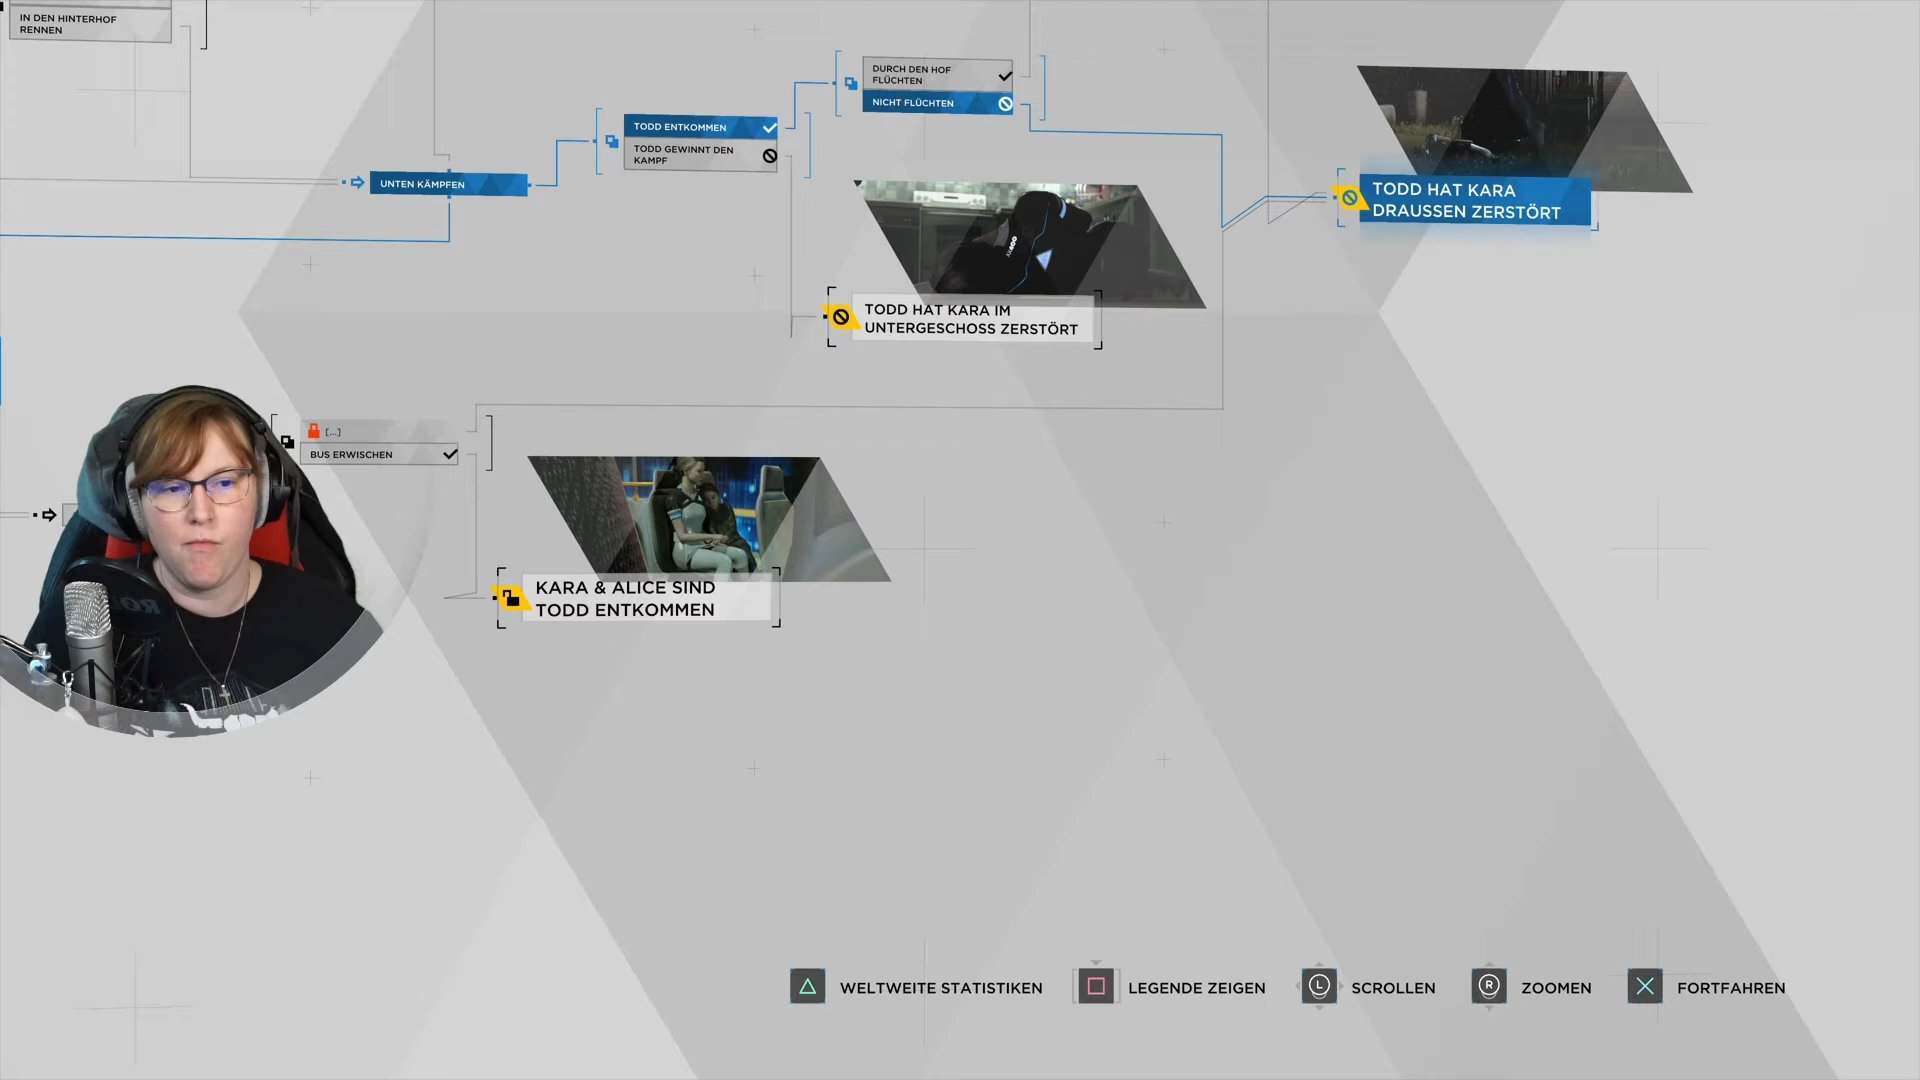 IN DEN HINTERHOF
RENNEN
DURCH DEN HOF
FLÜCHTEN
NICHT FLÜCHTEN
TODD ENTKOMMEN
TODD GEWINNT DEN
KAMPF
UNTEN KÄMPFEN
TODD HAT KARA
DRAUSSEN ZERSTÖRT
TODD HAT KARA IM
UNTERGESCHOSS ZERSTÖRT
[...]
BUS ERWISCHEN
KARA & ALICE SIND
TODD ENTKOMMEN
WELTWEITE STATISTIKEN
LEGENDE ZEIGEN
L
SCROLLEN
R
ZOOMEN
FORTFAHREN